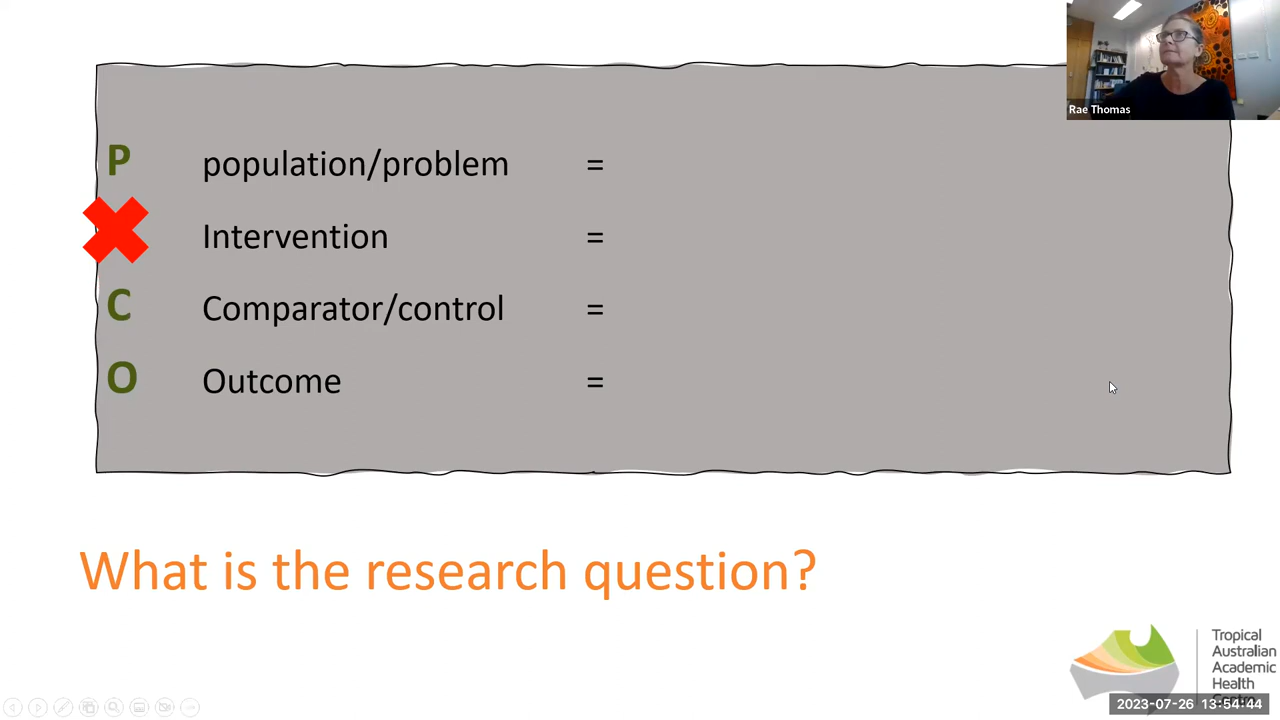 Rae Thomas
P population/problem =
Intervention =
C Comparator/control =
O Outcome =
What is the research question?
Tropical
Australian
Academic
Health
Centre
2023-07-26 13:54:44